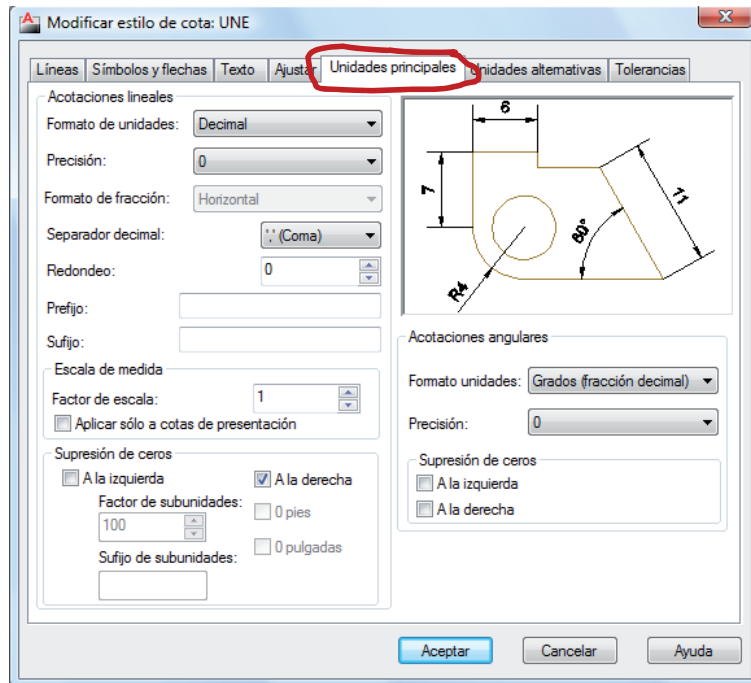 Modificar estilo de cota: UNE
Líneas Símbolos y flechas Texto Ajustar Unidades principales Unidades alternativas Tolerancias
Acotaciones lineales
Formato de unidades: Decimal
Precisión: 0
Formato de fracción: Horizontal
Separador decimal: ',' (Coma)
Redondeo: 0
Prefijo:
Sufijo:
Escala de medida
Factor de escala: 1
Aplicar sólo a cotas de presentación
Supresión de ceros
A la izquierda
A la derecha
Factor de subunidades:
100
0 pies
0 pulgadas
Sufijo de subunidades:
6
7
11
60°
R4
Acotaciones angulares
Formato unidades: Grados (fracción decimal)
Precisión: 0
Supresión de ceros
A la izquierda
A la derecha
Aceptar Cancelar Ayuda